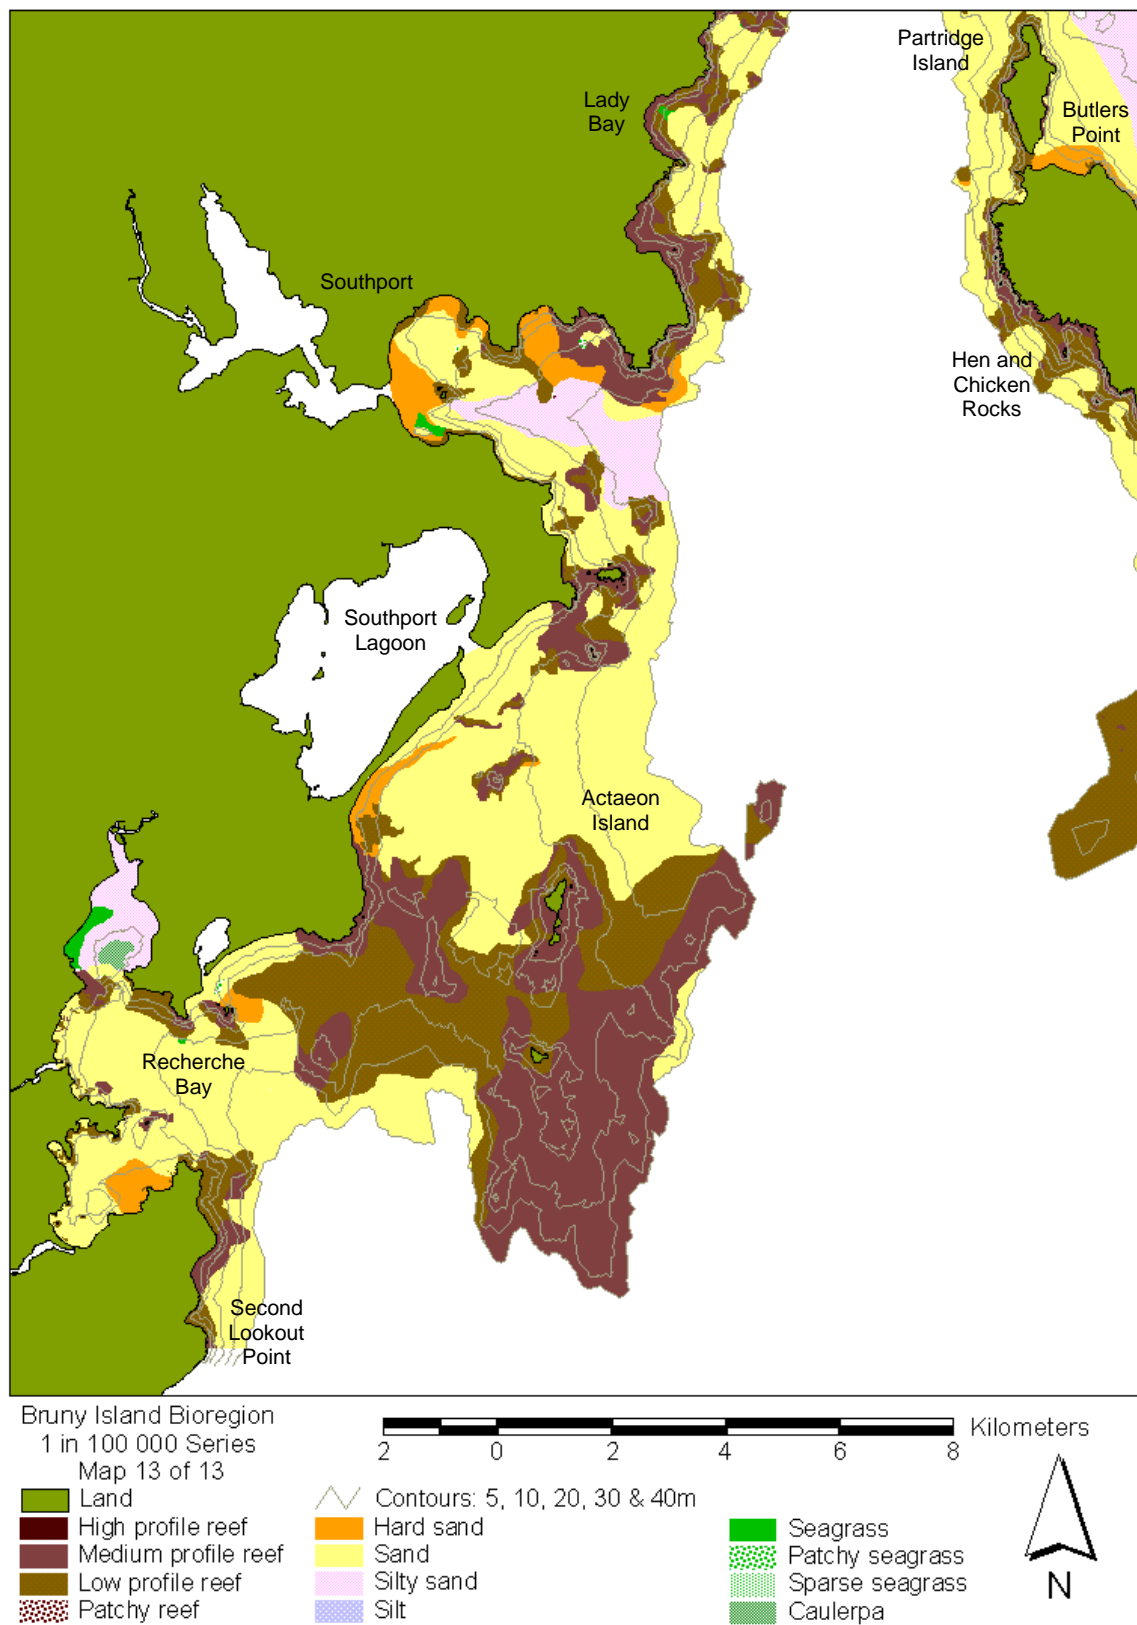 Partridge
Island
Lady
Bay
Butlers
Point
Southport
Hen and
Chicken
Rocks
Southport
Lagoon
Actaeon
Island
Recherche
Bay
Second
Lookout
Point
Bruny Island Bioregion
1 in 100 000 Series
Map 13 of 13
2 0 2 4 6 8 Kilometers
Land
High profile reef
Medium profile reef
Low profile reef
Patchy reef
Contours: 5, 10, 20, 30 & 40m
Hard sand
Sand
Silty sand
Silt
Seagrass
Patchy seagrass
Sparse seagrass
Caulerpa
N